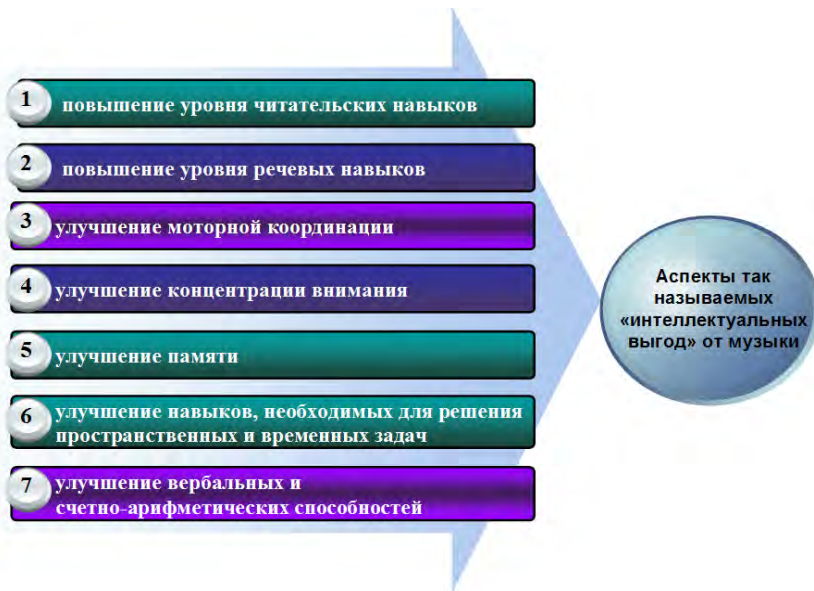 1 повышение уровня читательских навыков
2 повышение уровня речевых навыков
3 улучшение моторной координации
4 улучшение концентрации внимания
5 улучшение памяти
6 улучшение навыков, необходимых для решения
пространственных и временных задач
7 улучшение вербальных и
счетно-арифметических способностей
Аспекты так
называемых
«интеллектуальных
выгод» от музыки